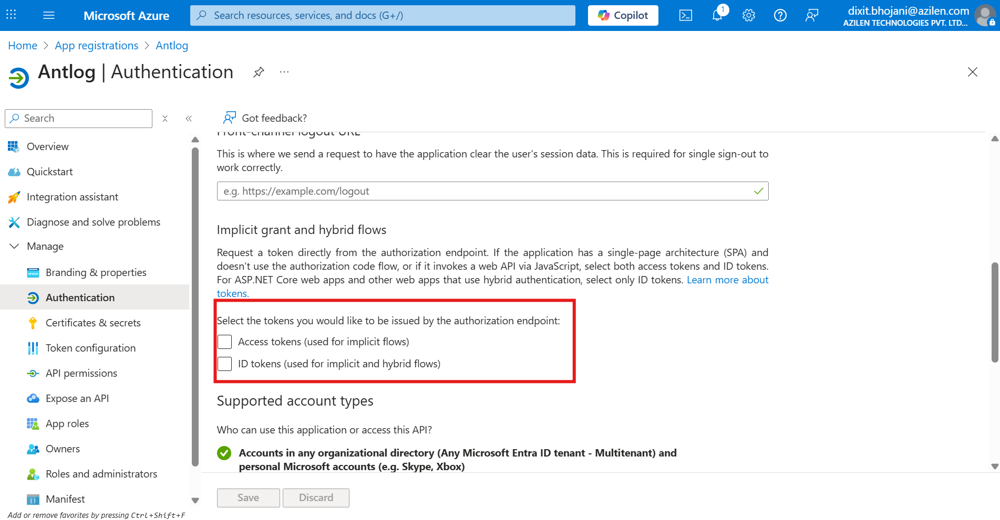 Microsoft Azure
Search resources, services, and docs (G+/)
Copilot
1
dixit.bhojani@azilen.com
AZILEN TECHNOLOGIES PVT. LTD...
Home > App registrations > Antlog
Antlog | Authentication
...
Search
Got feedback?
Overview
Quickstart
Integration assistant
Diagnose and solve problems
Manage
Branding & properties
Authentication
Certificates & secrets
Token configuration
API permissions
Expose an API
App roles
Owners
Roles and administrators
Manifest
Add or remove favorites by pressing Ctrl+Shift+F
Front-channel logout URL
This is where we send a request to have the application clear the user's session data. This is required for single sign-out to
work correctly.
e.g. https://example.com/logout
Implicit grant and hybrid flows
Request a token directly from the authorization endpoint. If the application has a single-page architecture (SPA) and
doesn't use the authorization code flow, or if it invokes a web API via JavaScript, select both access tokens and ID tokens.
For ASP.NET Core web apps and other web apps that use hybrid authentication, select only ID tokens. Learn more about
tokens.
Select the tokens you would like to be issued by the authorization endpoint:
Access tokens (used for implicit flows)
ID tokens (used for implicit and hybrid flows)
Supported account types
Who can use this application or access this API?
Accounts in any organizational directory (Any Microsoft Entra ID tenant - Multitenant) and
personal Microsoft accounts (e.g. Skype, Xbox)
Save
Discard